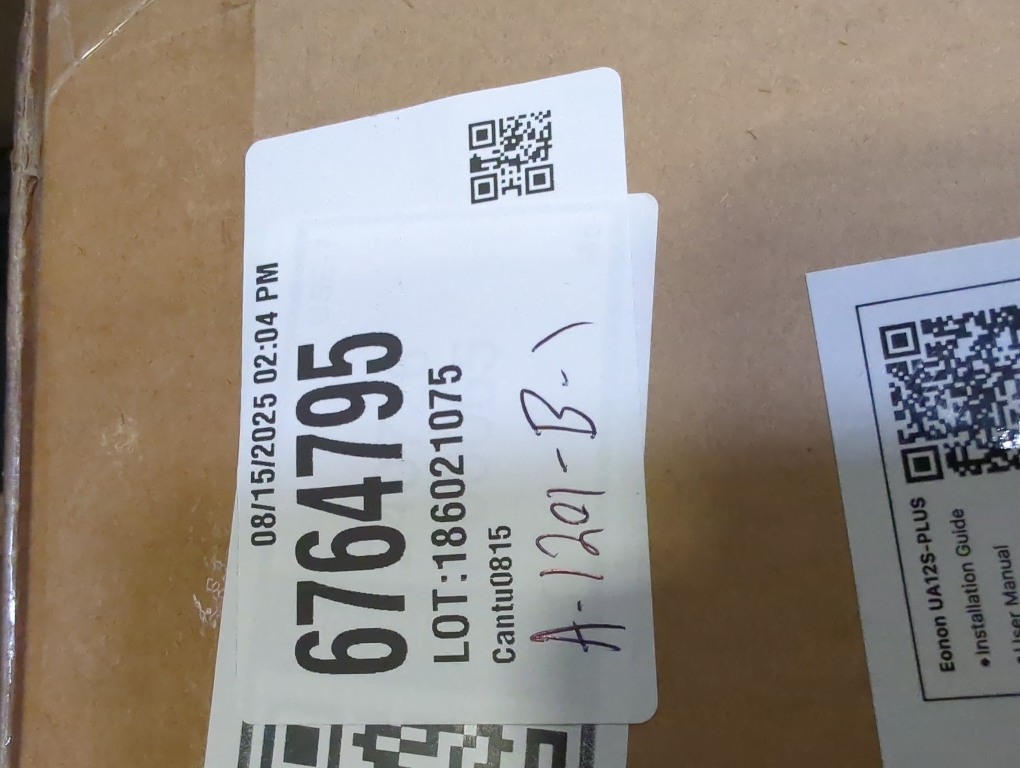 08/15/2025 02:04 PM
6764795
LOT:186021075
Cantu0815
A-1201-B-1
Eonon UA12S-PLUS
•Installation Guide
•User Manual